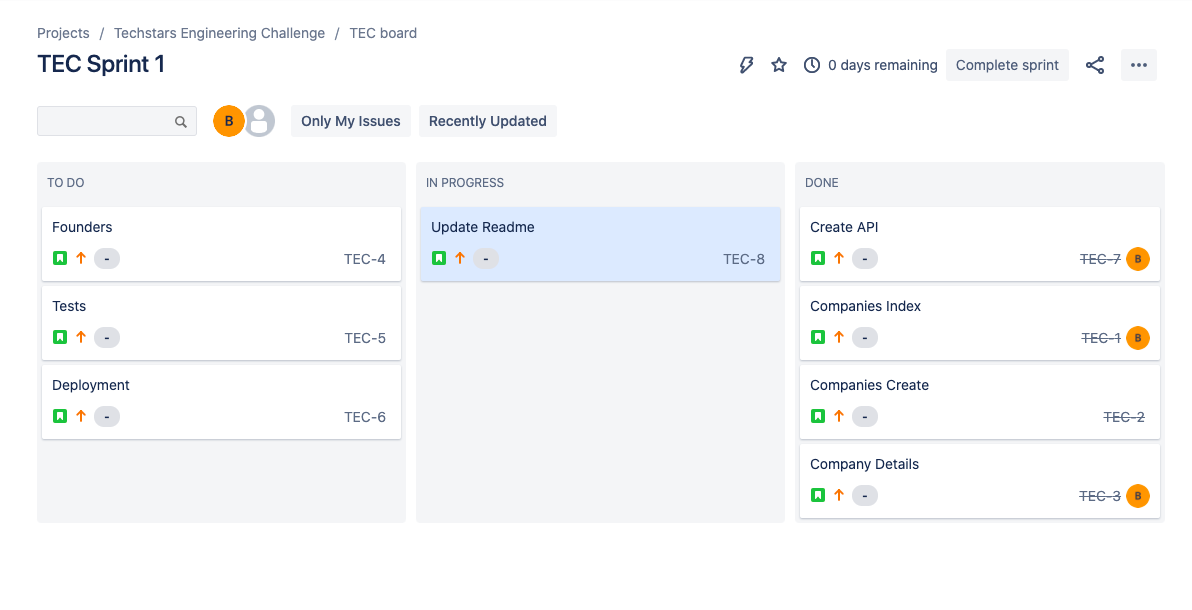 Projects / Techstars Engineering Challenge / TEC board
TEC Sprint 1
0 days remaining
Complete sprint
B
Only My Issues
Recently Updated
TO DO
Founders
-
TEC-4
Tests
-
TEC-5
Deployment
-
TEC-6
IN PROGRESS
Update Readme
-
TEC-8
DONE
Create API
-
TEC-7
B
Companies Index
-
TEC-1
B
Companies Create
-
TEC-2
Company Details
-
TEC-3
B